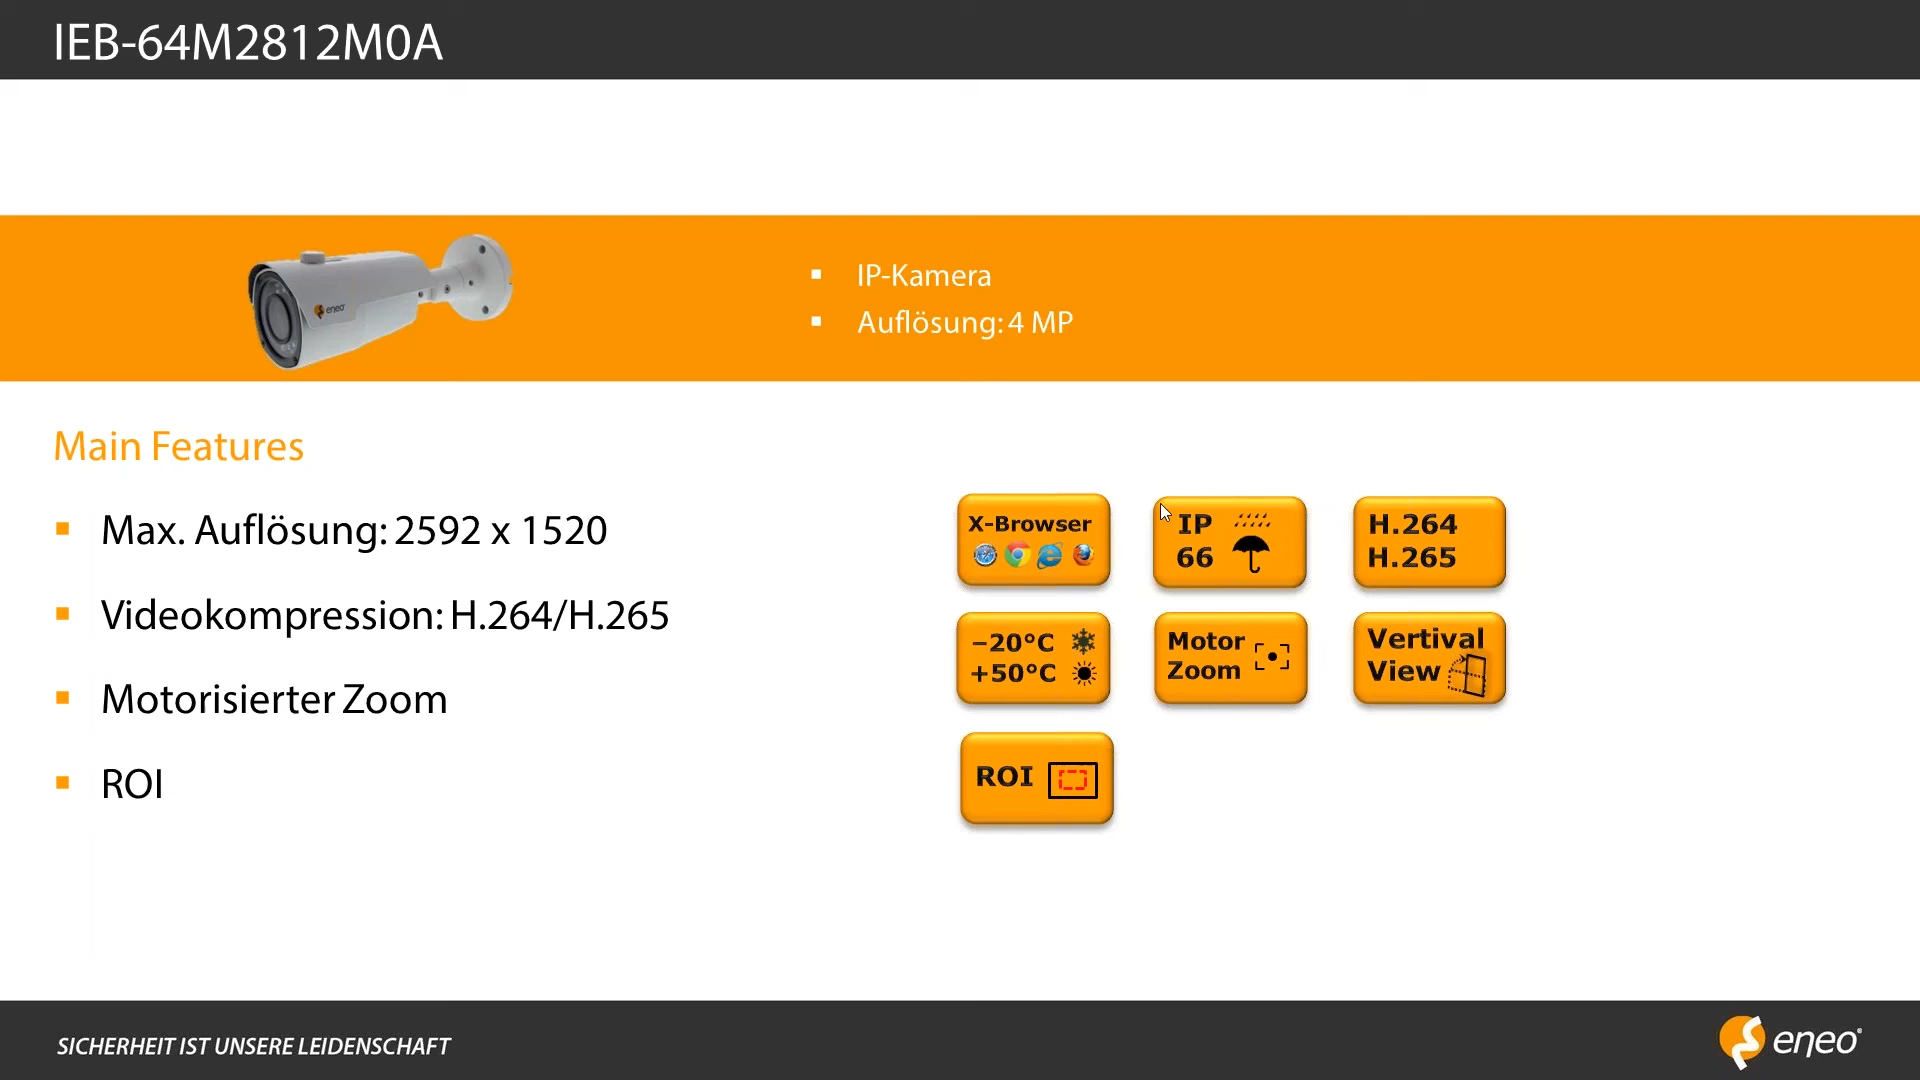 IEB-64M2812M0A
eneo
IP-Kamera
Auflösung: 4 MP
Main Features
Max. Auflösung: 2592 x 1520
Videokompression: H.264/H.265
Motorisierter Zoom
ROI
X-Browser
IP
66
H.264
H.265
−20°C
+50°C
Motor
Zoom
Vertival
View
ROI
SICHERHEIT IST UNSERE LEIDENSCHAFT
eneo®